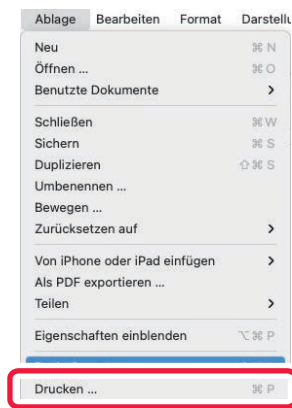 Ablage Bearbeiten Format Darstellu
Neu ⌘ N
Öffnen ... ⌘ O
Benutzte Dokumente >
Schließen ⌘ W
Sichern ⌘ S
Duplizieren ⇧ ⌘ S
Umbenennen ...
Bewegen ...
Zurücksetzen auf >
Von iPhone oder iPad einfügen >
Als PDF exportieren ...
Teilen >
Eigenschaften einblenden ⌥ ⌘ P
Drucken ... ⌘ P